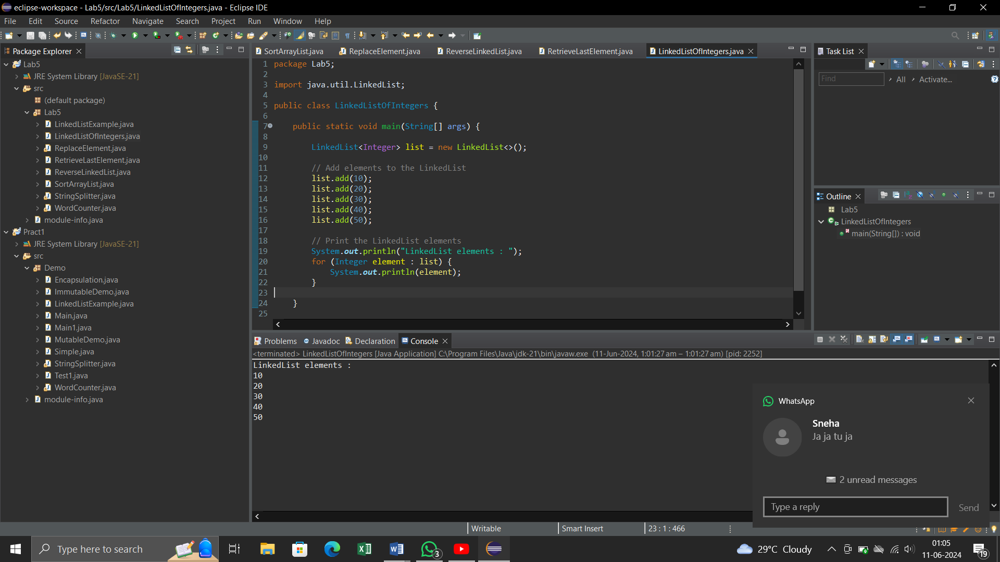 eclipse-workspace - Lab5/src/Lab5/LinkedListOfIntegers.java - Eclipse IDE
File Edit Source Refactor Navigate Search Project Run Window Help
Package Explorer
Lab5
JRE System Library [JavaSE-21]
src
(default package)
Lab5
LinkedListExample.java
LinkedListOfIntegers.java
ReplaceElement.java
RetrieveLastElement.java
ReverseLinkedList.java
SortArrayList.java
StringSplitter.java
WordCounter.java
module-info.java
Pract1
JRE System Library [JavaSE-21]
src
Demo
Encapsulation.java
ImmutableDemo.java
LinkedListExample.java
Main.java
Main1.java
MutableDemo.java
Simple.java
StringSplitter.java
Test1.java
WordCounter.java
module-info.java
SortArrayList.java ReplaceElement.java ReverseLinkedList.java RetrieveLastElement.java LinkedListOfIntegers.java
1 package Lab5;
2
3 import java.util.LinkedList;
4
5 public class LinkedListOfIntegers {
6
7 public static void main(String[] args) {
8
9 LinkedList<Integer> list = new LinkedList<>();
10
11 // Add elements to the LinkedList
12 list.add(10);
13 list.add(20);
14 list.add(30);
15 list.add(40);
16 list.add(50);
17
18 // Print the LinkedList elements
19 System.out.println("LinkedList elements : ");
20 for (Integer element : list) {
21 System.out.println(element);
22 }
23
24 }
25
Task List
Find All Activate...
Outline
Lab5
LinkedListOfIntegers
main(String[]) : void
Problems Javadoc Declaration Console
<terminated> LinkedListOfIntegers [Java Application] C:\Program Files\Java\jdk-21\bin\javaw.exe (11-Jun-2024, 1:01:27 am – 1:01:27 am) [pid: 2252]
LinkedList elements :
10
20
30
40
50
WhatsApp
Sneha
Ja ja tu ja
2 unread messages
Type a reply Send
Writable Smart Insert 23 : 1 : 466
Type here to search
3
29°C Cloudy
01:05
11-06-2024
19